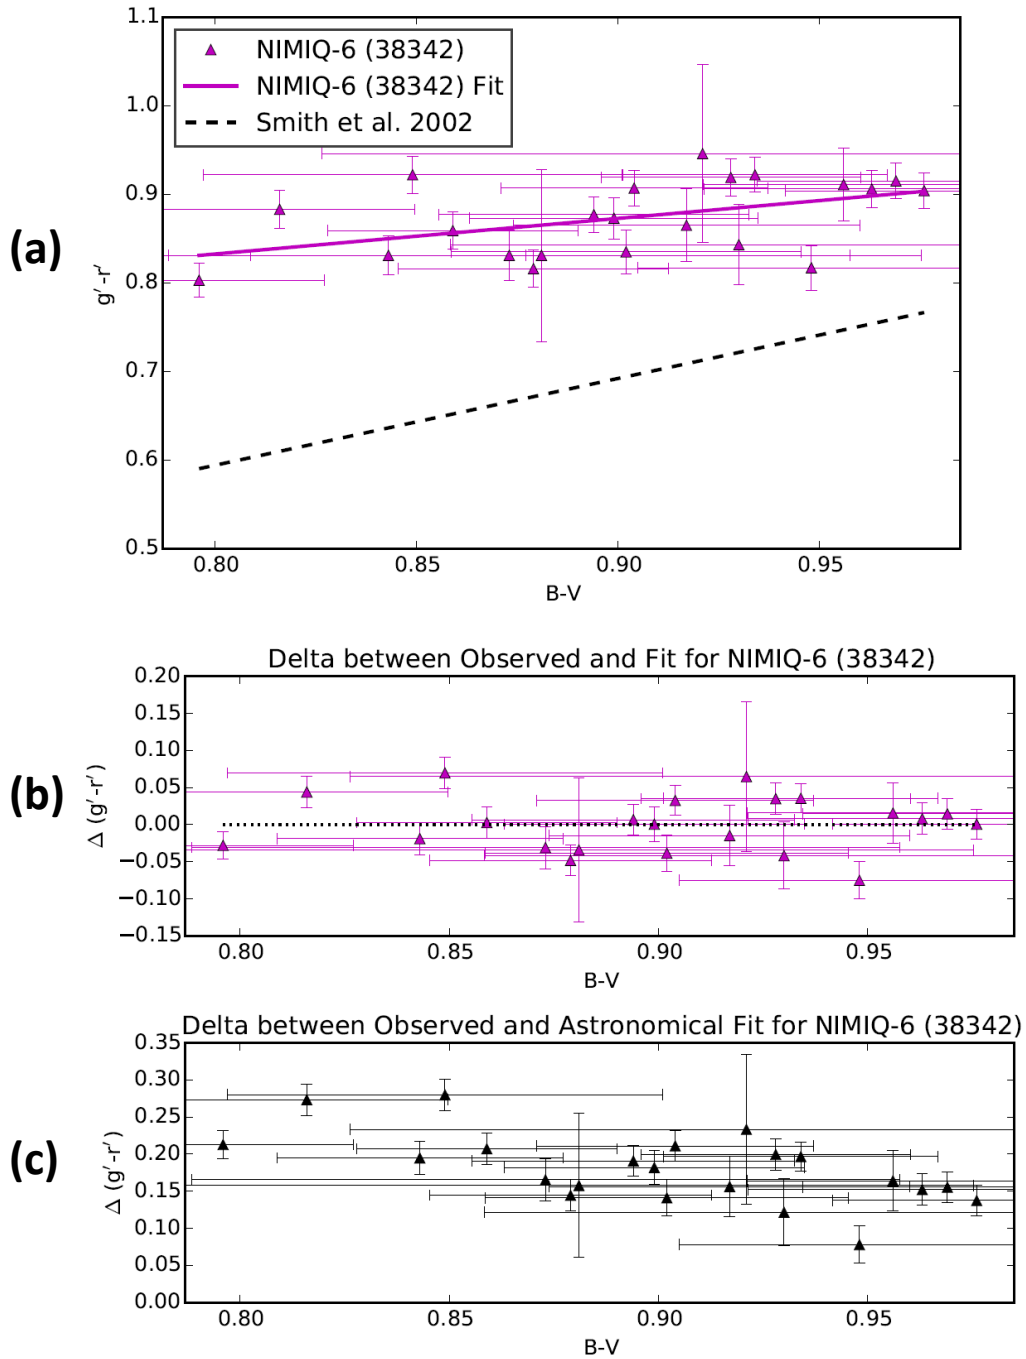 (a)
1.1
1.0
0.9
0.8
0.7
0.6
0.5
g′-r′
NIMIQ-6 (38342)
NIMIQ-6 (38342) Fit
Smith et al. 2002
0.80 0.85 0.90 0.95
B-V
(b)
Delta between Observed and Fit for NIMIQ-6 (38342)
0.20
0.15
0.10
0.05
0.00
−0.05
−0.10
−0.15
Δ (g′-r′)
0.80 0.85 0.90 0.95
B-V
(c)
Delta between Observed and Astronomical Fit for NIMIQ-6 (38342)
0.35
0.30
0.25
0.20
0.15
0.10
0.05
0.00
Δ (g′-r′)
0.80 0.85 0.90 0.95
B-V